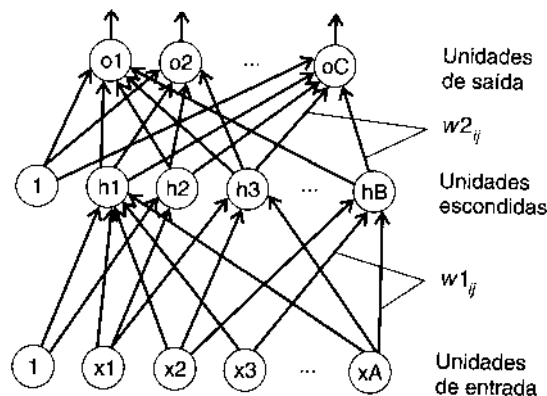 o1 o2 ... oC
Unidades
de saída
w2ij
1 h1 h2 h3 ... hB
Unidades
escondidas
w1ij
1 x1 x2 x3 ... xA
Unidades
de entrada